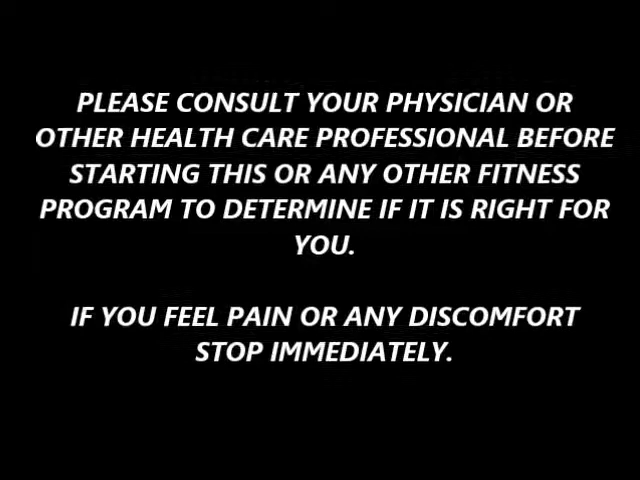 PLEASE CONSULT YOUR PHYSICIAN OR
OTHER HEALTH CARE PROFESSIONAL BEFORE
STARTING THIS OR ANY OTHER FITNESS
PROGRAM TO DETERMINE IF IT IS RIGHT FOR
YOU.
IF YOU FEEL PAIN OR ANY DISCOMFORT
STOP IMMEDIATELY.